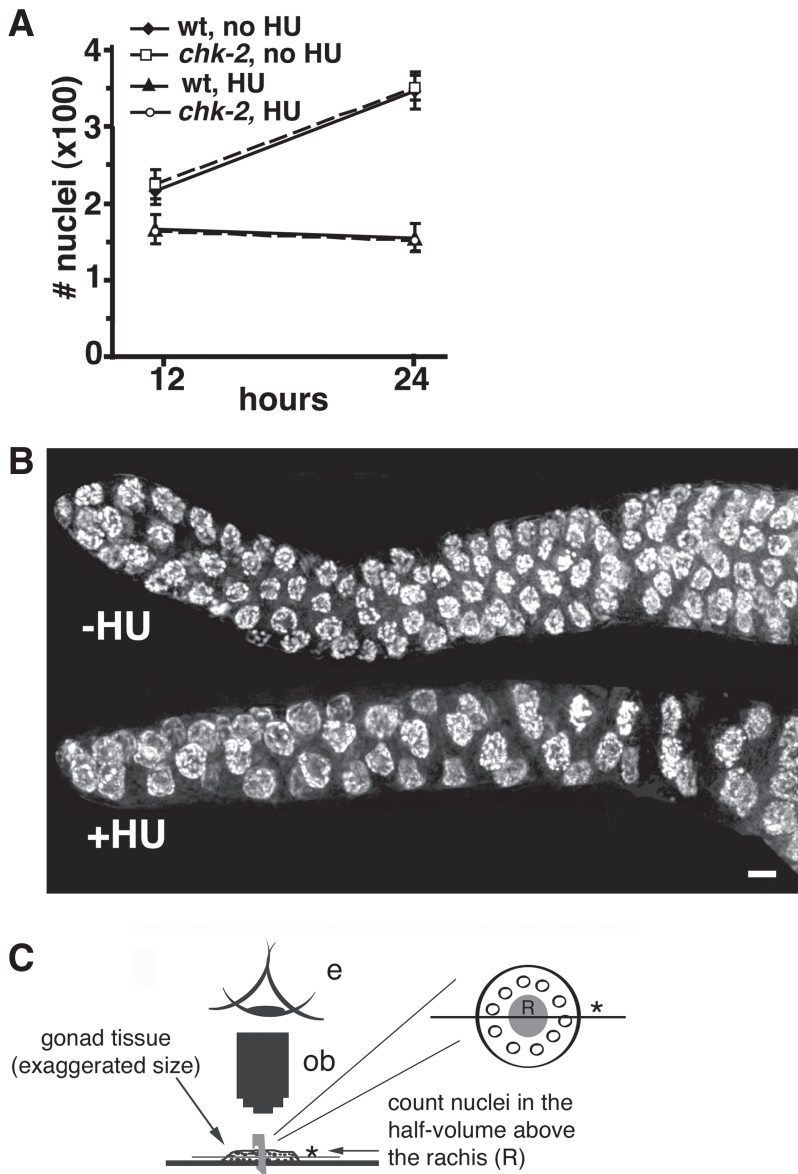 A
wt, no HU
chk-2, no HU
wt, HU
chk-2, HU
# nuclei (x100)
4
3
2
1
0
12
24
hours
B
-HU
+HU
C
e
R
*
gonad tissue
(exaggerated size)
ob
count nuclei in the
half-volume above
the rachis (R)
*